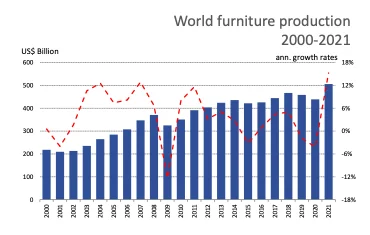 World furniture production
2000-2021
US$ Billion
ann. growth rates
600 18%
500 12%
400 6%
300 0%
200 -6%
100 -12%
0 -18%
2000 2001 2002 2003 2004 2005 2006 2007 2008 2009 2010 2011 2012 2013 2014 2015 2016 2017 2018 2019 2020 2021